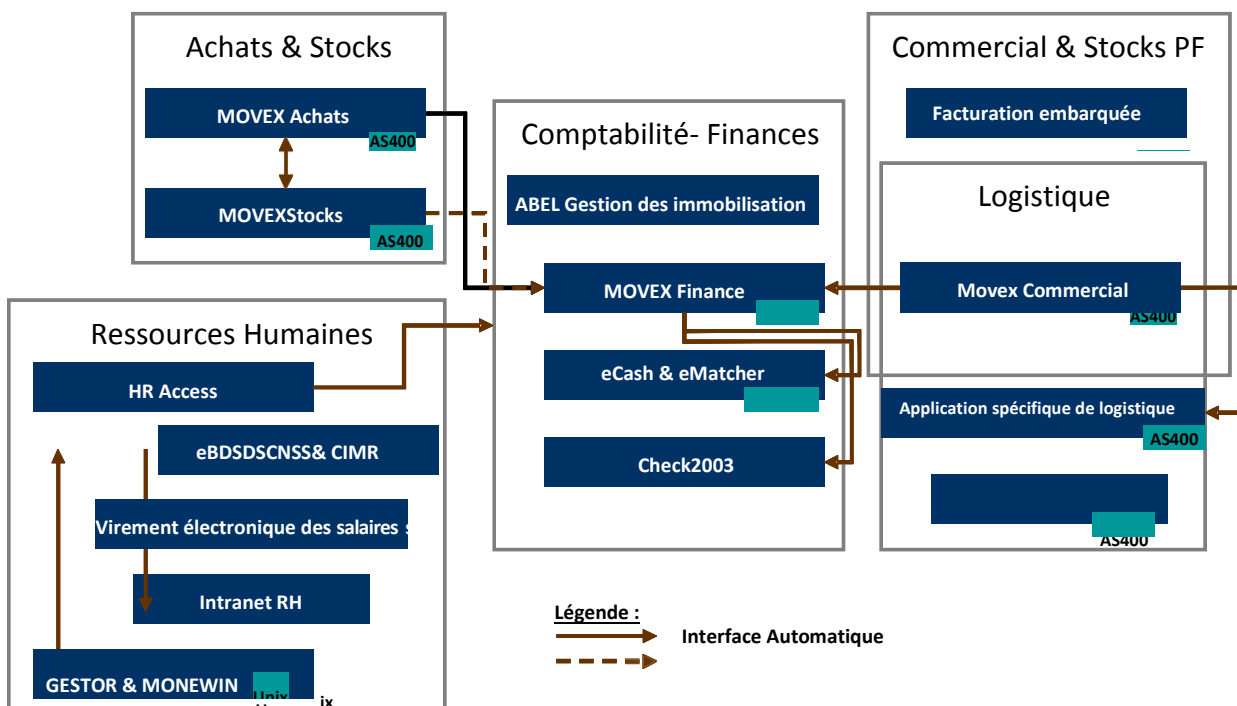 Achats & Stocks
MOVEX Achats
AS400
MOVEXStocks
AS400
Ressources Humaines
HR Access
eBDSDSCNSS& CIMR
Virement électronique des salaires
Intranet RH
GESTOR & MONEWIN
Unix
ix
Comptabilité- Finances
ABEL Gestion des immobilisation
MOVEX Finance
eCash & eMatcher
Check2003
Commercial & Stocks PF
Facturation embarquée
Logistique
Movex Commercial
AS400
Application spécifique de logistique
AS400
AS400
Légende :
Interface Automatique